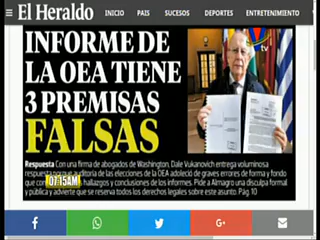 El Heraldo
INICIO PAIS SUCESOS DEPORTES ENTRETENIMIENTO
INFORME DE
LA OEA TIENE
3 PREMISAS
FALSAS
tv
Respuesta Con una firma de abogados de Washington, Dale Vukanovich entrega voluminosa
respuesta porque auditoría de las elecciones de la OEA adoleció de graves errores de forma y fondo
que hallazgos y conclusiones de los informes. Pide a Almagro una disculpa formal
pública y advierte que se reserva todos los derechos legales sobre este asunto. Pág 10
07:15AM